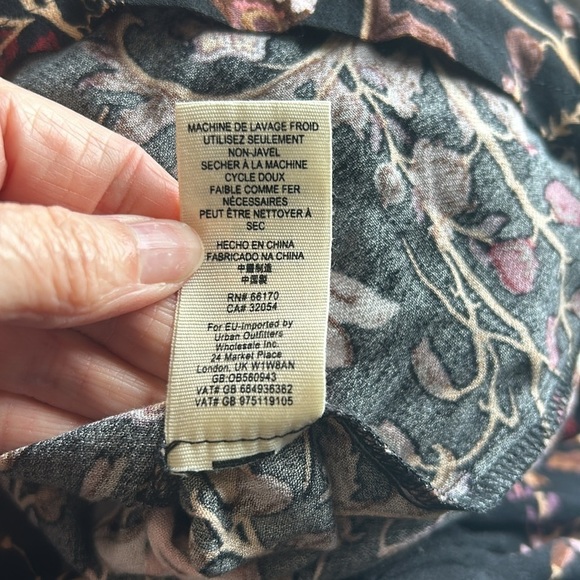 MACHINE DE LAVAGE FROID
UTILISEZ SEULEMENT
NON-JAVEL
SECHER À LA MACHINE
CYCLE DOUX
FAIBLE COMME FER
NÉCESSAIRES
PEUT ÊTRE NETTOYER À
SEC
HECHO EN CHINA
FABRICADO NA CHINA
中國制造
中国製
RN# 66170
CA# 32054
For EU-Imported by
Urban Outfitters
Wholesale Inc.
24 Market Place
London, UK W1W8AN
GB:OB560943
VAT# GB 684936382
VAT# GB 975119105